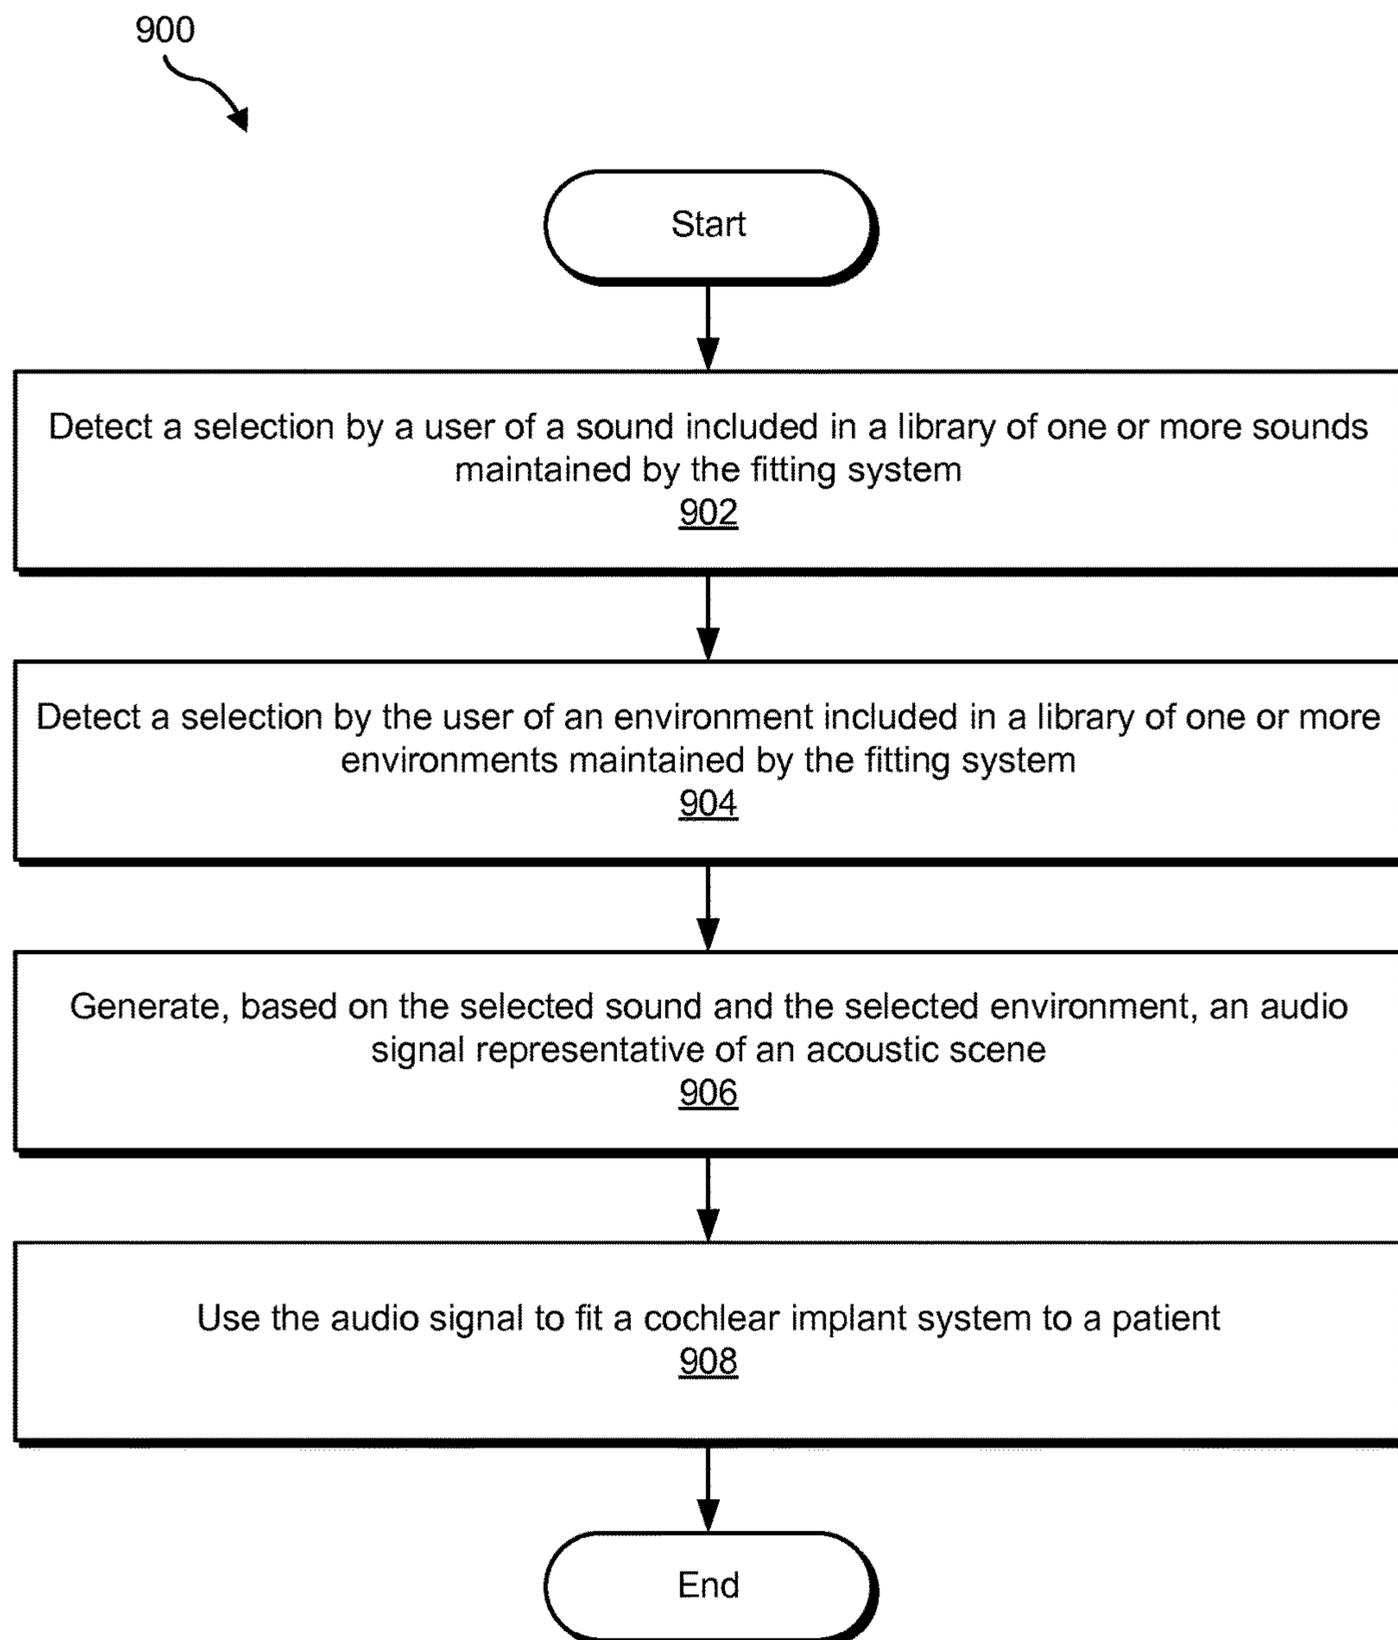 900
Start
Detect a selection by a user of a sound included in a library of one or more sounds
maintained by the fitting system
902
Detect a selection by the user of an environment included in a library of one or more
environments maintained by the fitting system
904
Generate, based on the selected sound and the selected environment, an audio
signal representative of an acoustic scene
906
Use the audio signal to fit a cochlear implant system to a patient
908
End